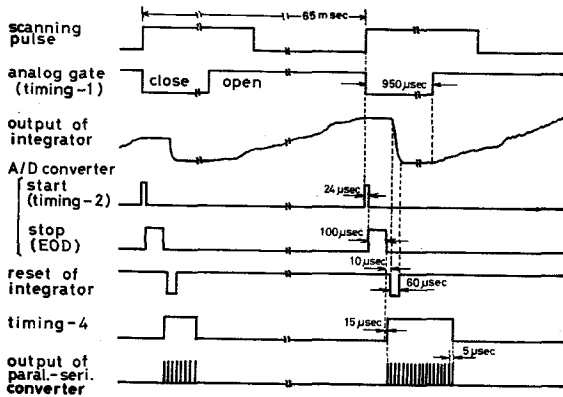 65 m sec
scanning
pulse
analog gate
(timing-1)
close
open
950 μsec
output of
integrator
A/D converter
start
(timing-2)
24 μsec
stop
(EOD)
100 μsec
reset of
integrator
10 μsec
60 μsec
timing-4
15 μsec
5 μsec
output of
paral.-seri.
converter